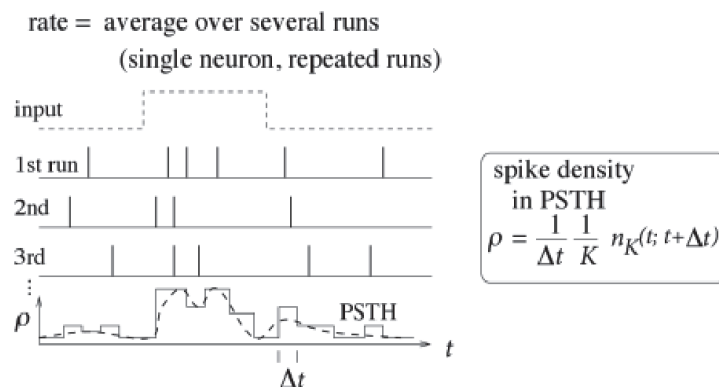 rate = average over several runs
(single neuron, repeated runs)
input
1st run
2nd
3rd
...
ρ
PSTH
t
Δt
spike density
in PSTH
ρ = 1/Δt 1/K n_K(t; t+Δt)